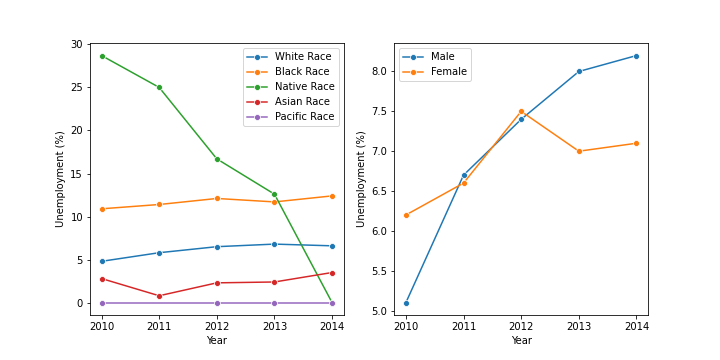 30
25
20
15
10
5
0
Unemployment (%)
White Race
Black Race
Native Race
Asian Race
Pacific Race
2010 2011 2012 2013 2014
Year
8.0
7.5
7.0
6.5
6.0
5.5
5.0
Unemployment (%)
Male
Female
2010 2011 2012 2013 2014
Year